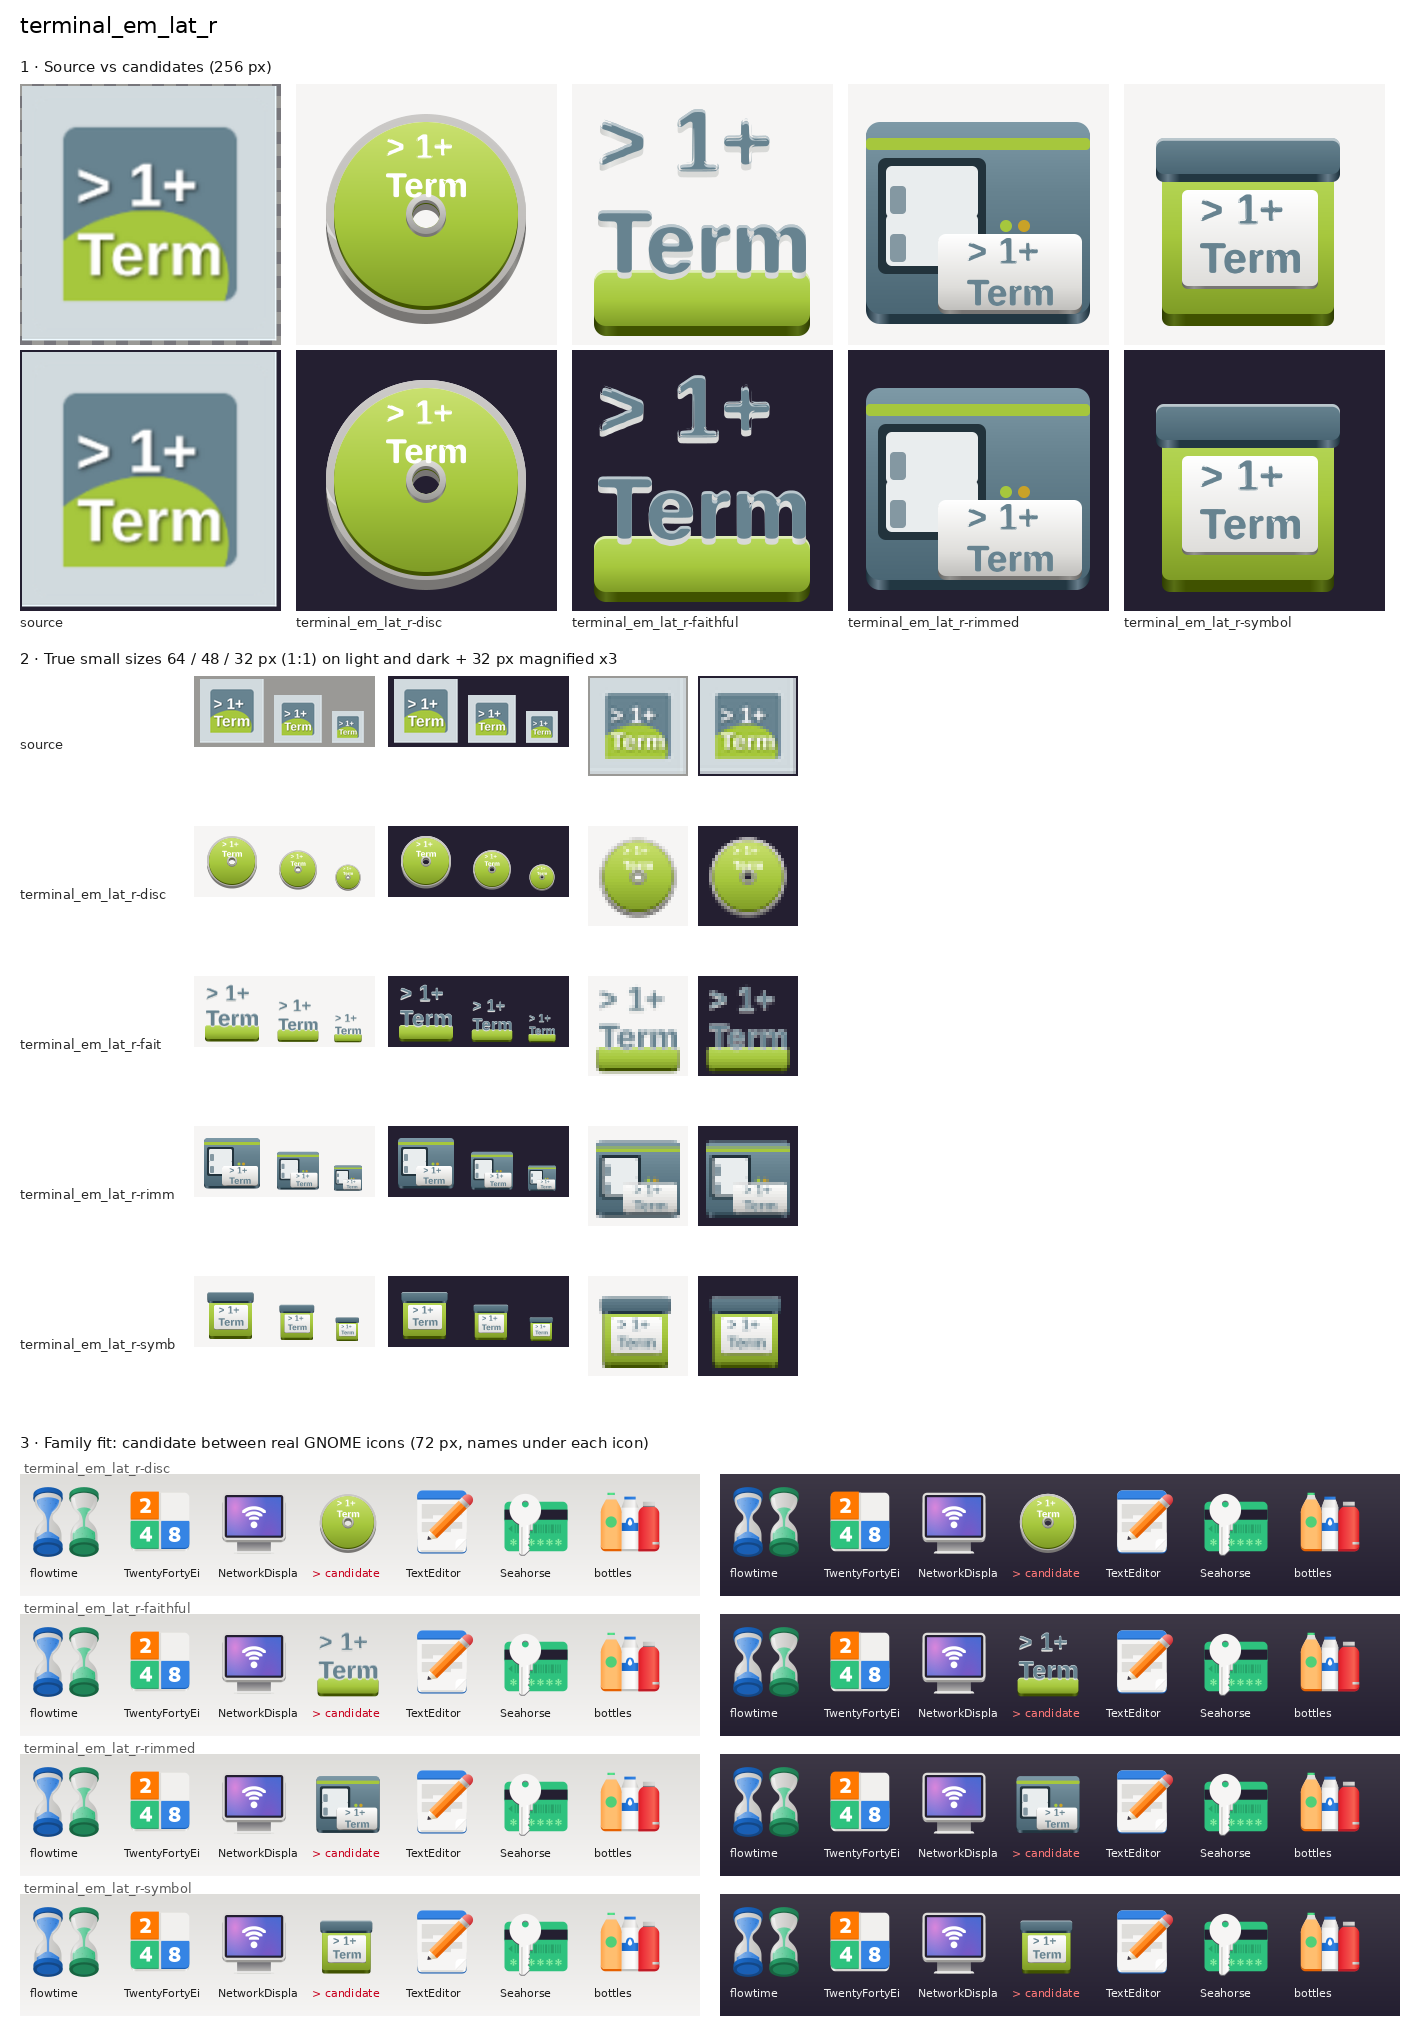 terminal_em_lat_r
1 · Source vs candidates (256 px)
> 1+
Term
> 1+
Term
> 1+
Term
> 1+
Term
> 1+
Term
> 1+
Term
> 1+
Term
> 1+
Term
> 1+
Term
> 1+
Term
source
terminal_em_lat_r-disc
terminal_em_lat_r-faithful
terminal_em_lat_r-rimmed
terminal_em_lat_r-symbol
2 · True small sizes 64 / 48 / 32 px (1:1) on light and dark + 32 px magnified x3
source
terminal_em_lat_r-disc
terminal_em_lat_r-fait
terminal_em_lat_r-rimm
terminal_em_lat_r-symb
3 · Family fit: candidate between real GNOME icons (72 px, names under each icon)
terminal_em_lat_r-disc
flowtime TwentyFortyEi NetworkDispla > candidate TextEditor Seahorse bottles
flowtime TwentyFortyEi NetworkDispla > candidate TextEditor Seahorse bottles
terminal_em_lat_r-faithful
flowtime TwentyFortyEi NetworkDispla > candidate TextEditor Seahorse bottles
flowtime TwentyFortyEi NetworkDispla > candidate TextEditor Seahorse bottles
terminal_em_lat_r-rimmed
flowtime TwentyFortyEi NetworkDispla > candidate TextEditor Seahorse bottles
flowtime TwentyFortyEi NetworkDispla > candidate TextEditor Seahorse bottles
terminal_em_lat_r-symbol
flowtime TwentyFortyEi NetworkDispla > candidate TextEditor Seahorse bottles
flowtime TwentyFortyEi NetworkDispla > candidate TextEditor Seahorse bottles